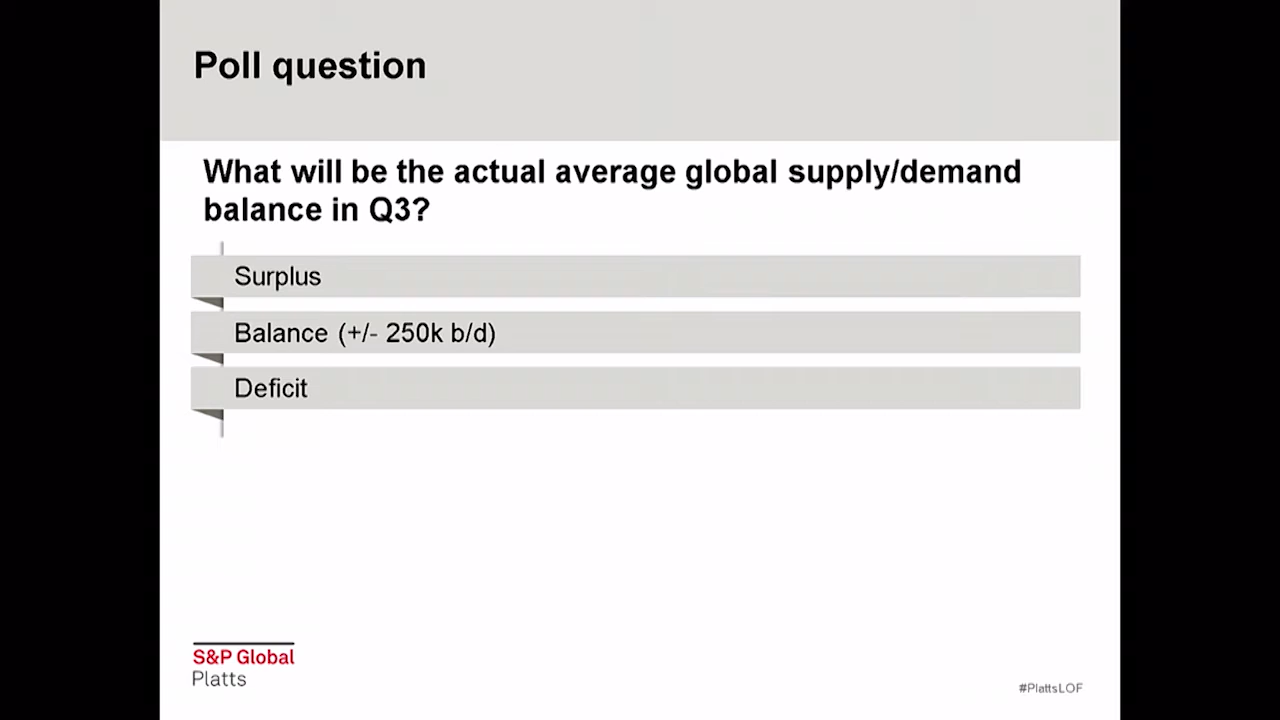 Poll question
What will be the actual average global supply/demand
balance in Q3?
Surplus
Balance (+/- 250k b/d)
Deficit
S&P Global
Platts
#PlattsLOF